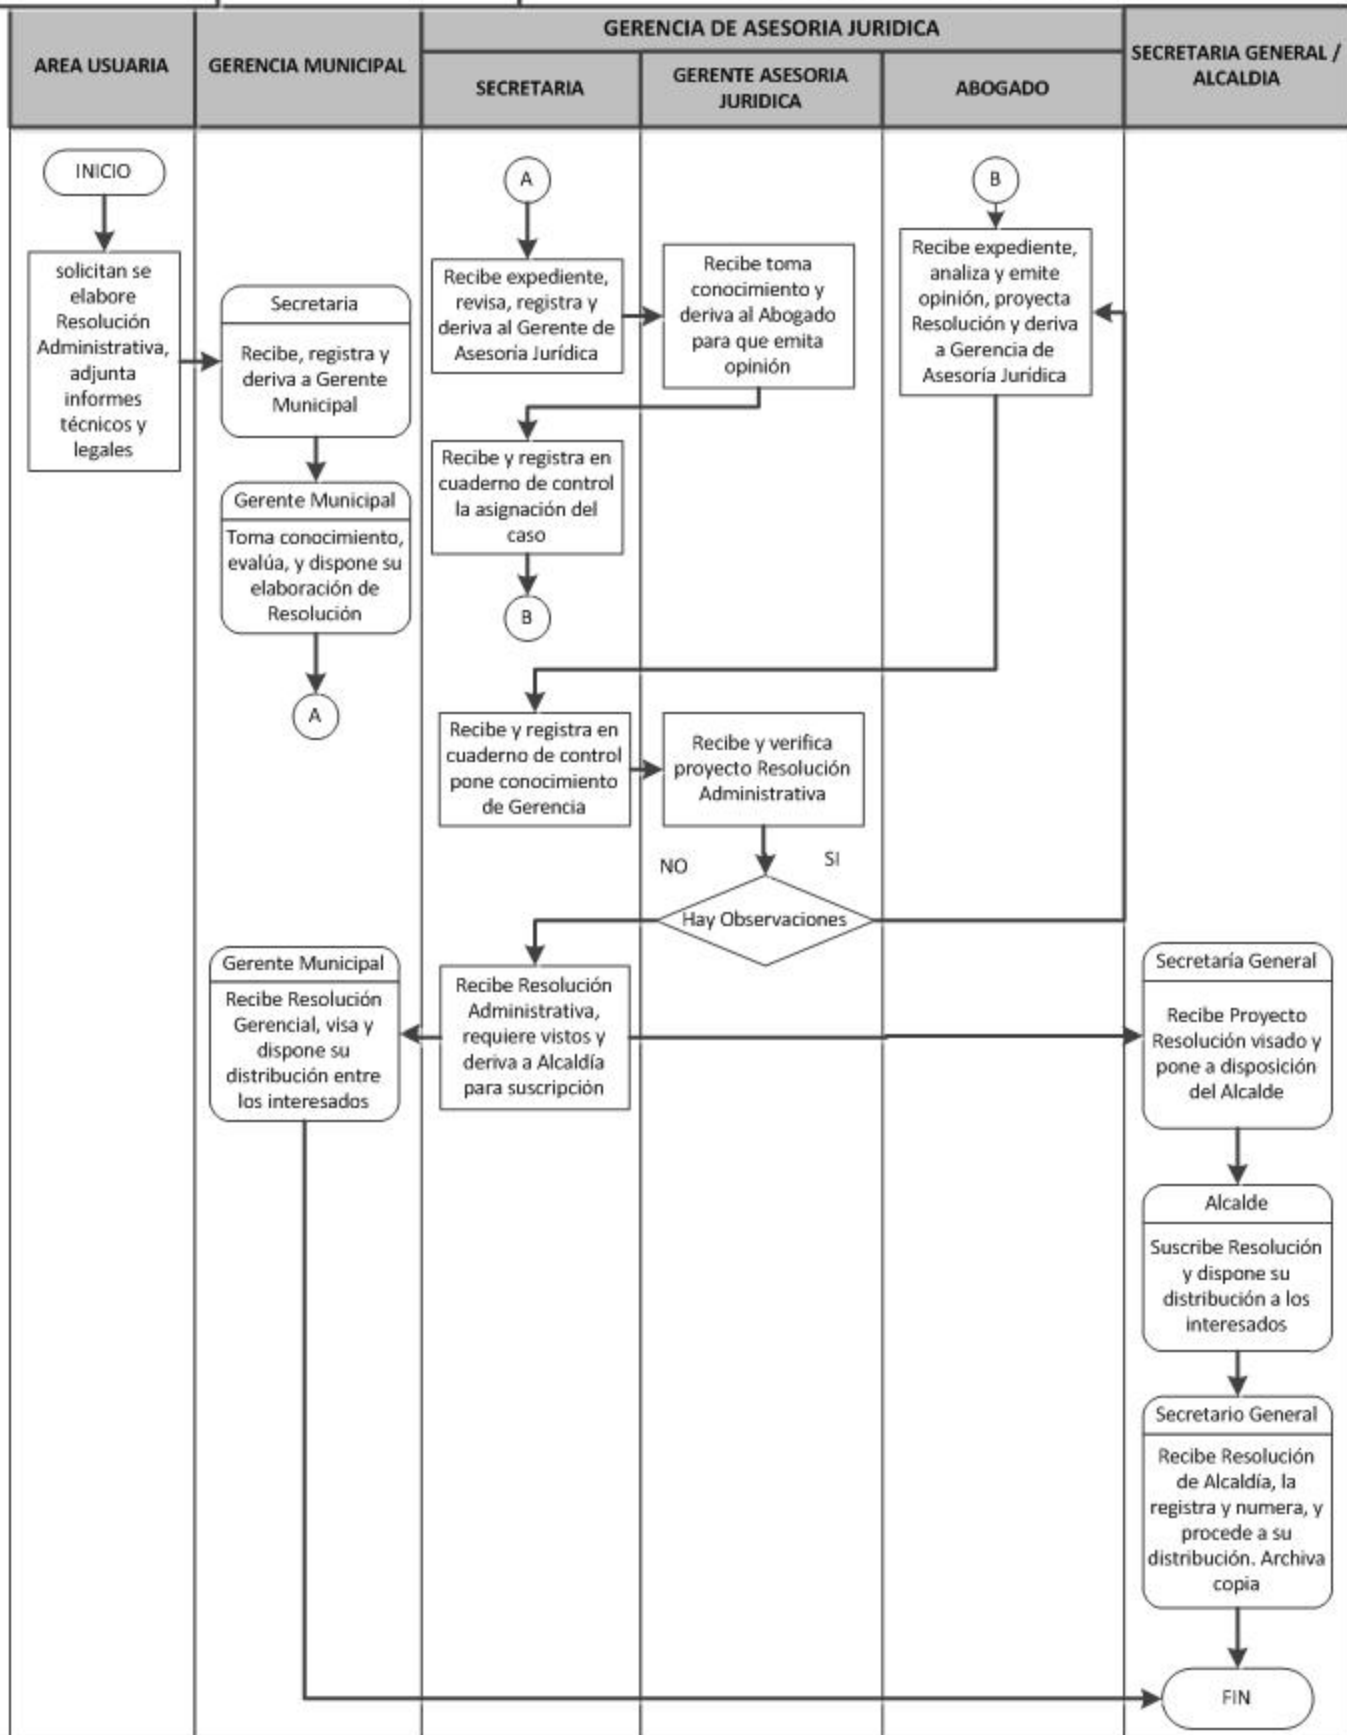 GERENCIA DE ASESORIA JURIDICA
AREA USUARIA
GERENCIA MUNICIPAL
SECRETARIA
GERENTE ASESORIA
JURIDICA
ABOGADO
SECRETARIA GENERAL /
ALCALDIA
INICIO
solicitan se
elabore
Resolución
Administrativa,
adjunta
informes
técnicos y
legales
Secretaria
Recibe, registra y
deriva a Gerente
Municipal
Gerente Municipal
Toma conocimiento,
evalúa, y dispone su
elaboración de
Resolución
A
A
Recibe expediente,
revisa, registra y
deriva al Gerente de
Asesoría Jurídica
Recibe toma
conocimiento y
deriva al Abogado
para que emita
opinión
Recibe y registra en
cuaderno de control
la asignación del
caso
B
B
Recibe expediente,
analiza y emite
opinión, proyecta
Resolución y deriva
a Gerencia de
Asesoría Jurídica
Recibe y registra en
cuaderno de control
pone conocimiento
de Gerencia
Recibe y verifica
proyecto Resolución
Administrativa
NO
SI
Hay Observaciones
Recibe Resolución
Administrativa,
requiere vistos y
deriva a Alcaldía
para suscripción
Gerente Municipal
Recibe Resolución
Gerencial, visa y
dispone su
distribución entre
los interesados
Secretaría General
Recibe Proyecto
Resolución visado y
pone a disposición
del Alcalde
Alcalde
Suscribe Resolución
y dispone su
distribución a los
interesados
Secretario General
Recibe Resolución
de Alcaldía, la
registra y numera, y
procede a su
distribución. Archiva
copia
FIN